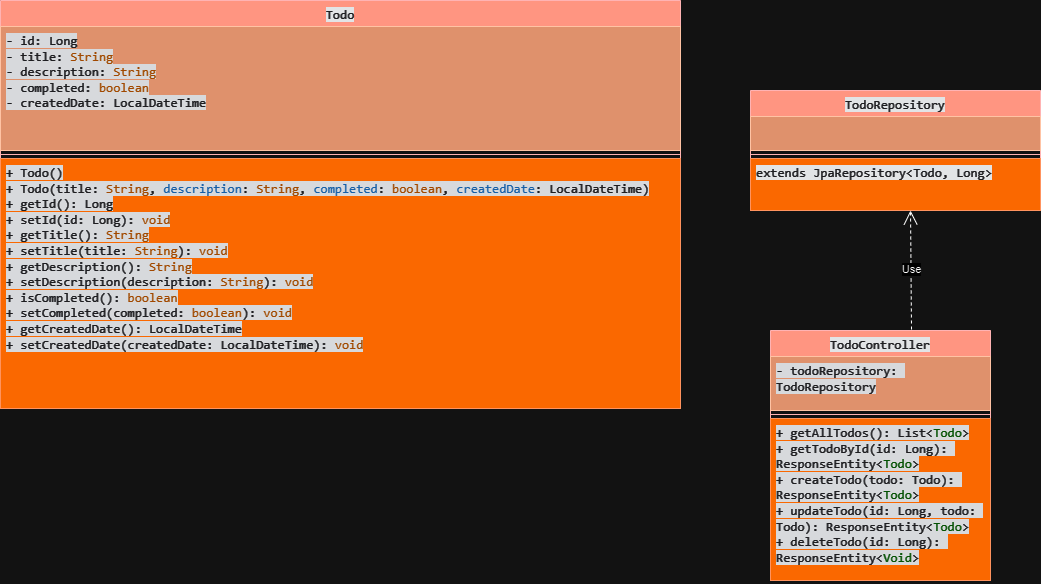 Todo
- id: Long
- title: String
- description: String
- completed: boolean
- createdDate: LocalDateTime
+ Todo()
+ Todo(title: String, description: String, completed: boolean, createdDate: LocalDateTime)
+ getId(): Long
+ setId(id: Long): void
+ getTitle(): String
+ setTitle(title: String): void
+ getDescription(): String
+ setDescription(description: String): void
+ isCompleted(): boolean
+ setCompleted(completed: boolean): void
+ getCreatedDate(): LocalDateTime
+ setCreatedDate(createdDate: LocalDateTime): void
TodoRepository
extends JpaRepository<Todo, Long>
Use
TodoController
- todoRepository:
TodoRepository
+ getAllTodos(): List<Todo>
+ getTodoById(id: Long):
ResponseEntity<Todo>
+ createTodo(todo: Todo):
ResponseEntity<Todo>
+ updateTodo(id: Long, todo:
Todo): ResponseEntity<Todo>
+ deleteTodo(id: Long):
ResponseEntity<Void>